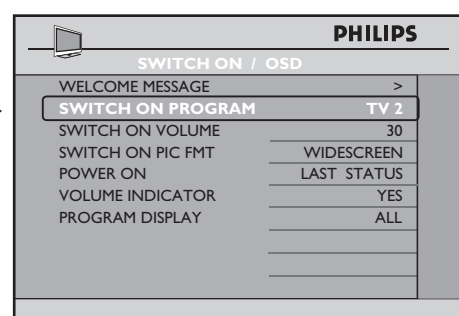 PHILIPS
SWITCH ON / OSD
WELCOME MESSAGE >
SWITCH ON PROGRAM TV 2
SWITCH ON VOLUME 30
SWITCH ON PIC FMT WIDESCREEN
POWER ON LAST STATUS
VOLUME INDICATOR YES
PROGRAM DISPLAY ALL